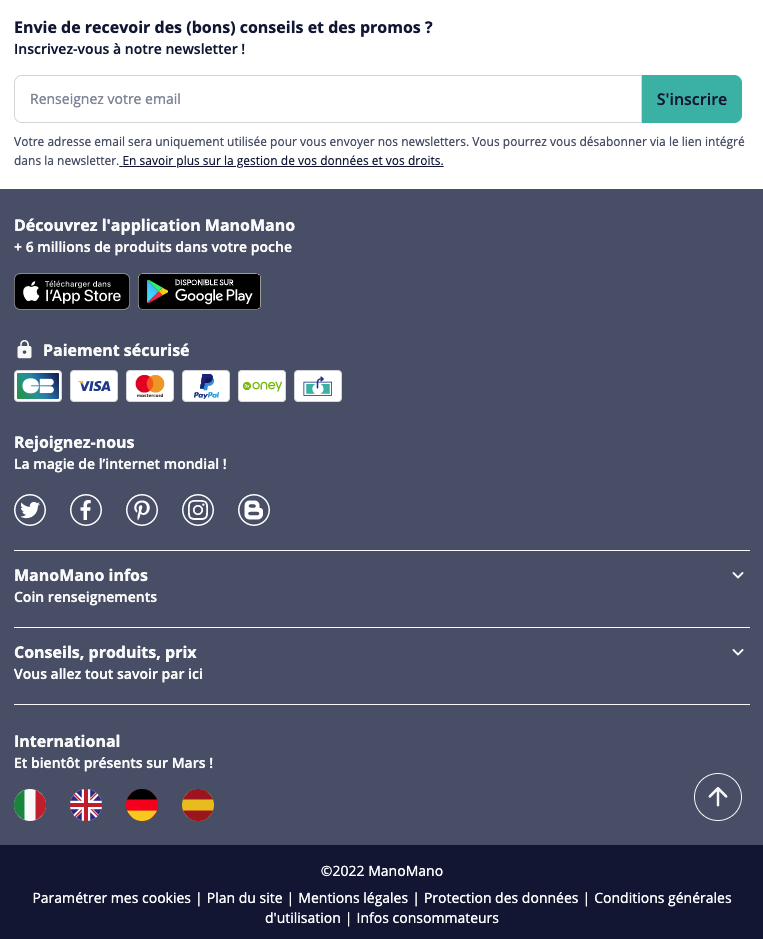 Envie de recevoir des (bons) conseils et des promos ?
Inscrivez-vous à notre newsletter !
Renseignez votre email
S'inscrire
Votre adresse email sera uniquement utilisée pour vous envoyer nos newsletters. Vous pourrez vous désabonner via le lien intégré
dans la newsletter. En savoir plus sur la gestion de vos données et vos droits.
Découvrez l'application ManoMano
+ 6 millions de produits dans votre poche
Télécharger dans
l'App Store
DISPONIBLE SUR
Google Play
Paiement sécurisé
CB VISA mastercard PayPal oney
Rejoignez-nous
La magie de l’internet mondial !
ManoMano infos
Coin renseignements
Conseils, produits, prix
Vous allez tout savoir par ici
International
Et bientôt présents sur Mars !
©2022 ManoMano
Paramétrer mes cookies | Plan du site | Mentions légales | Protection des données | Conditions générales
d'utilisation | Infos consommateurs